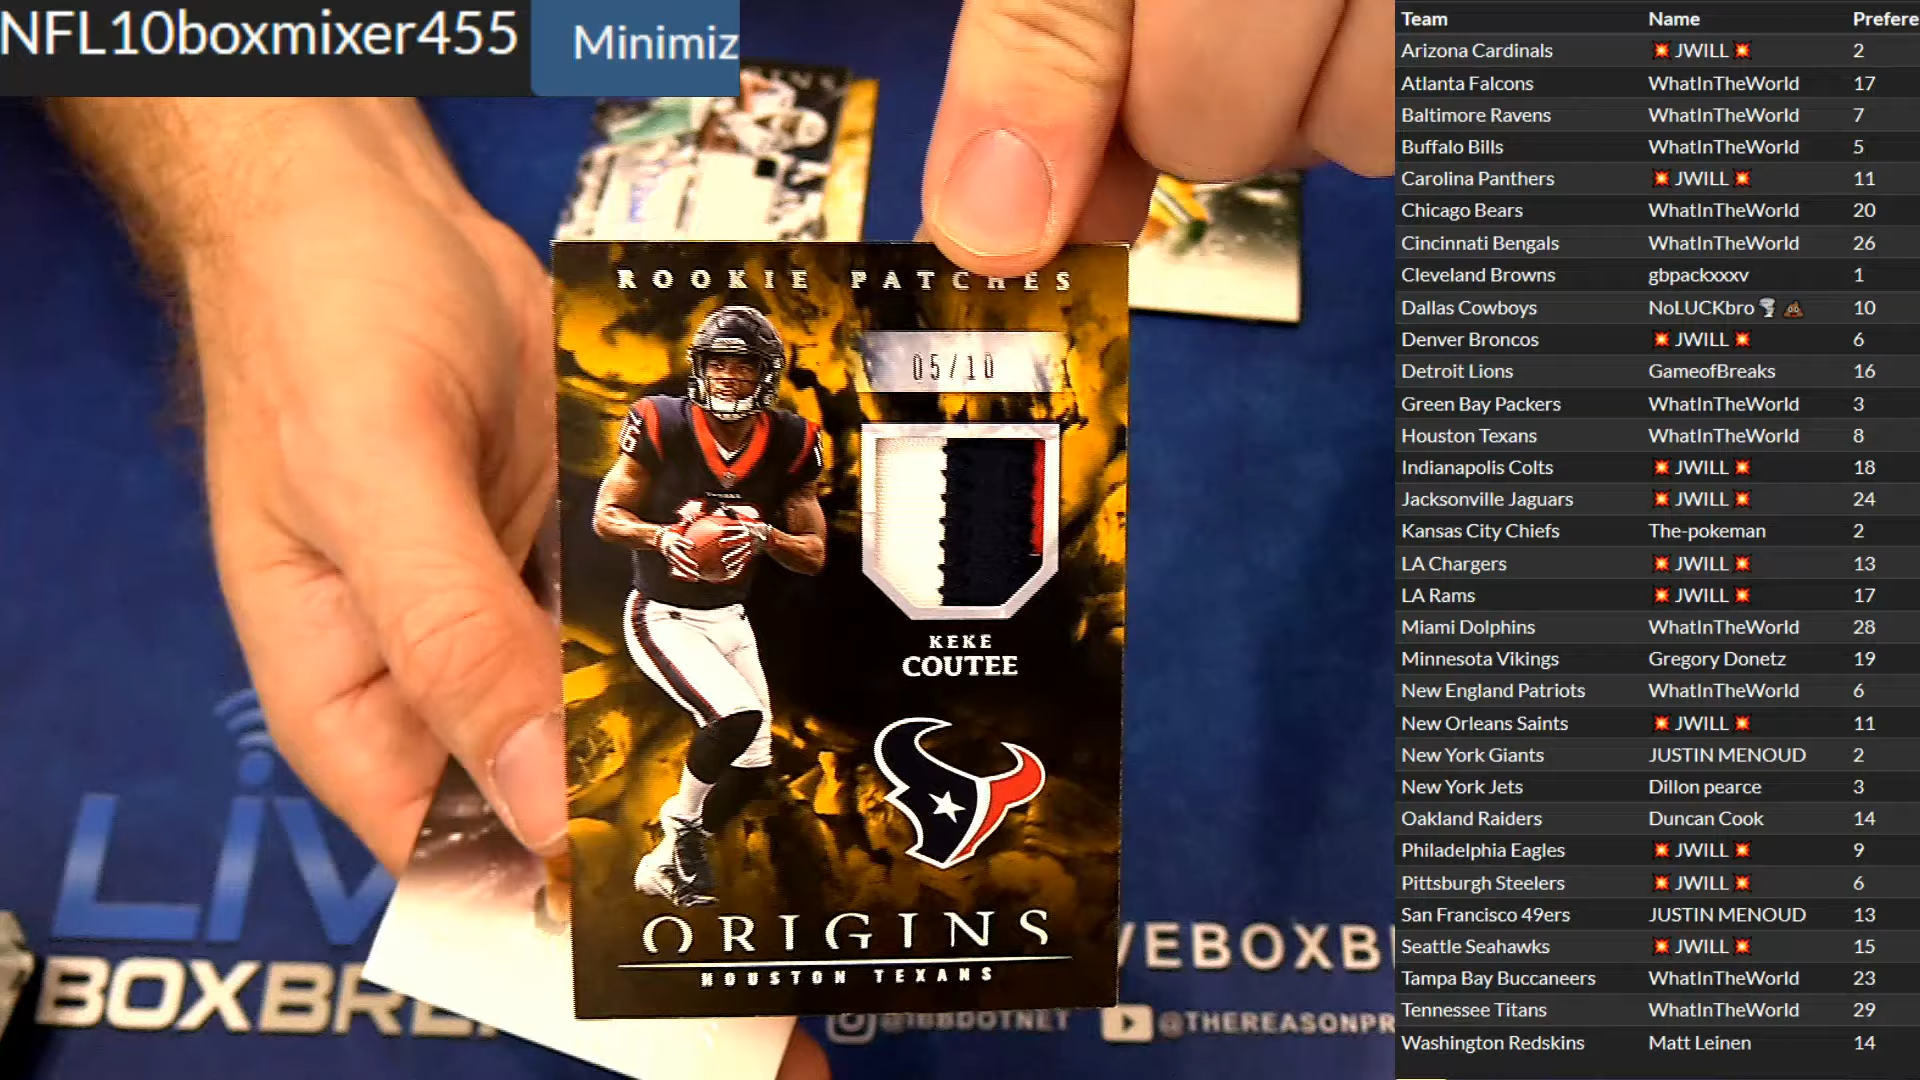 NFL10boxmixer455
Minimiz
ROOKIE PATCHES
05/10
KEKE
COUTEE
ORIGINS
HOUSTON TEXANS
LIV
BOXBRE
VEBOXB
@THEREASONPR
Team Name Prefere
Arizona Cardinals 💥 JWILL 💥 2
Atlanta Falcons WhatInTheWorld 17
Baltimore Ravens WhatInTheWorld 7
Buffalo Bills WhatInTheWorld 5
Carolina Panthers 💥 JWILL 💥 11
Chicago Bears WhatInTheWorld 20
Cincinnati Bengals WhatInTheWorld 26
Cleveland Browns gbpackxxxv 1
Dallas Cowboys NoLUCKbro🌪️ 💩 10
Denver Broncos 💥 JWILL 💥 6
Detroit Lions GameofBreaks 16
Green Bay Packers WhatInTheWorld 3
Houston Texans WhatInTheWorld 8
Indianapolis Colts 💥 JWILL 💥 18
Jacksonville Jaguars 💥 JWILL 💥 24
Kansas City Chiefs The-pokeman 2
LA Chargers 💥 JWILL 💥 13
LA Rams 💥 JWILL 💥 17
Miami Dolphins WhatInTheWorld 28
Minnesota Vikings Gregory Donetz 19
New England Patriots WhatInTheWorld 6
New Orleans Saints 💥 JWILL 💥 11
New York Giants JUSTIN MENOUD 2
New York Jets Dillon pearce 3
Oakland Raiders Duncan Cook 14
Philadelphia Eagles 💥 JWILL 💥 9
Pittsburgh Steelers 💥 JWILL 💥 6
San Francisco 49ers JUSTIN MENOUD 13
Seattle Seahawks 💥 JWILL 💥 15
Tampa Bay Buccaneers WhatInTheWorld 23
Tennessee Titans WhatInTheWorld 29
Washington Redskins Matt Leinen 14